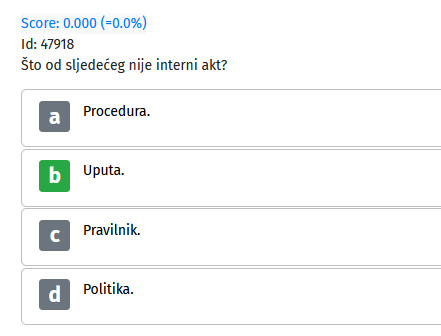 Score: 0.000 (=0.0%)
Id: 47918
Što od sljedećeg nije interni akt?
a Procedura.
b Uputa.
c Pravilnik.
d Politika.